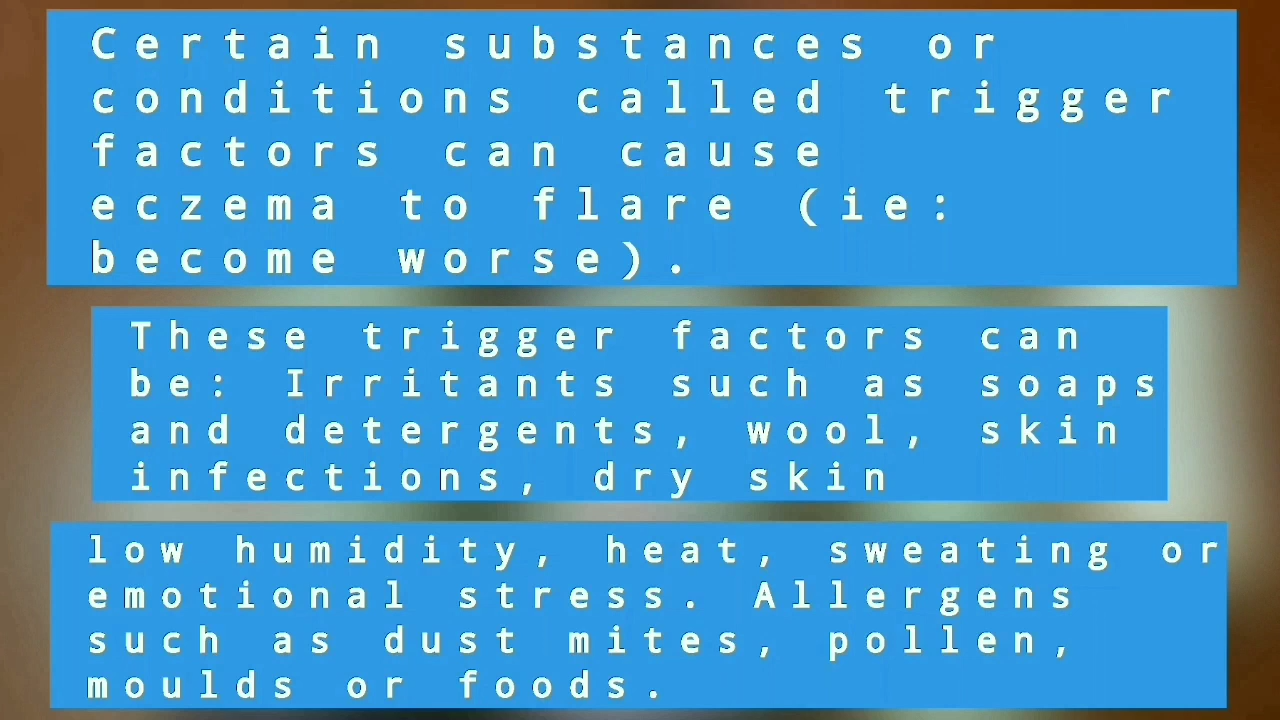 Certain substances or
conditions called trigger
factors can cause
eczema to flare (ie:
become worse).
These trigger factors can
be: Irritants such as soaps
and detergents, wool, skin
infections, dry skin
low humidity, heat, sweating or
emotional stress. Allergens
such as dust mites, pollen,
moulds or foods.